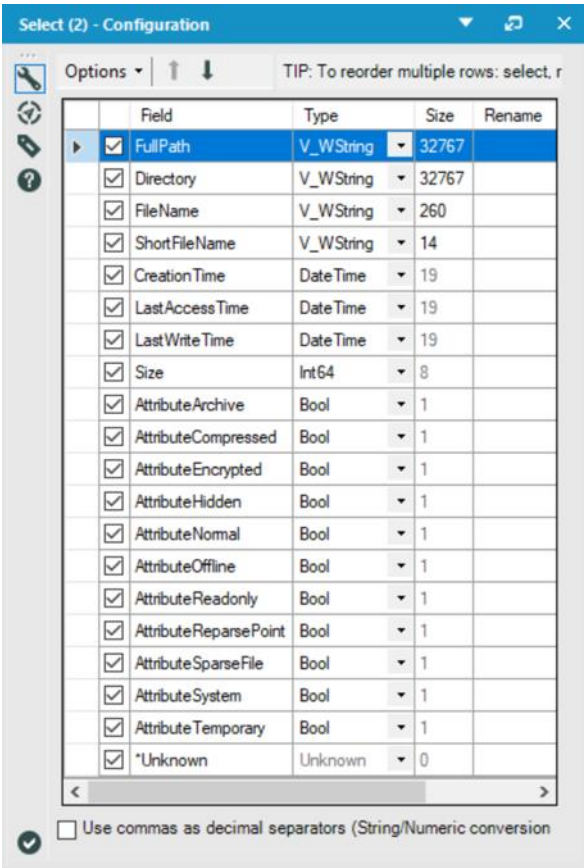 Select (2) - Configuration
Options TIP: To reorder multiple rows: select, r
Field Type Size Rename
FullPath V_WString 32767
Directory V_WString 32767
FileName V_WString 260
ShortFileName V_WString 14
CreationTime DateTime 19
LastAccessTime DateTime 19
LastWriteTime DateTime 19
Size Int64 8
AttributeArchive Bool 1
AttributeCompressed Bool 1
AttributeEncrypted Bool 1
AttributeHidden Bool 1
AttributeNormal Bool 1
AttributeOffline Bool 1
AttributeReadonly Bool 1
AttributeReparsePoint Bool 1
AttributeSparseFile Bool 1
AttributeSystem Bool 1
AttributeTemporary Bool 1
*Unknown Unknown 0
Use commas as decimal separators (String/Numeric conversion